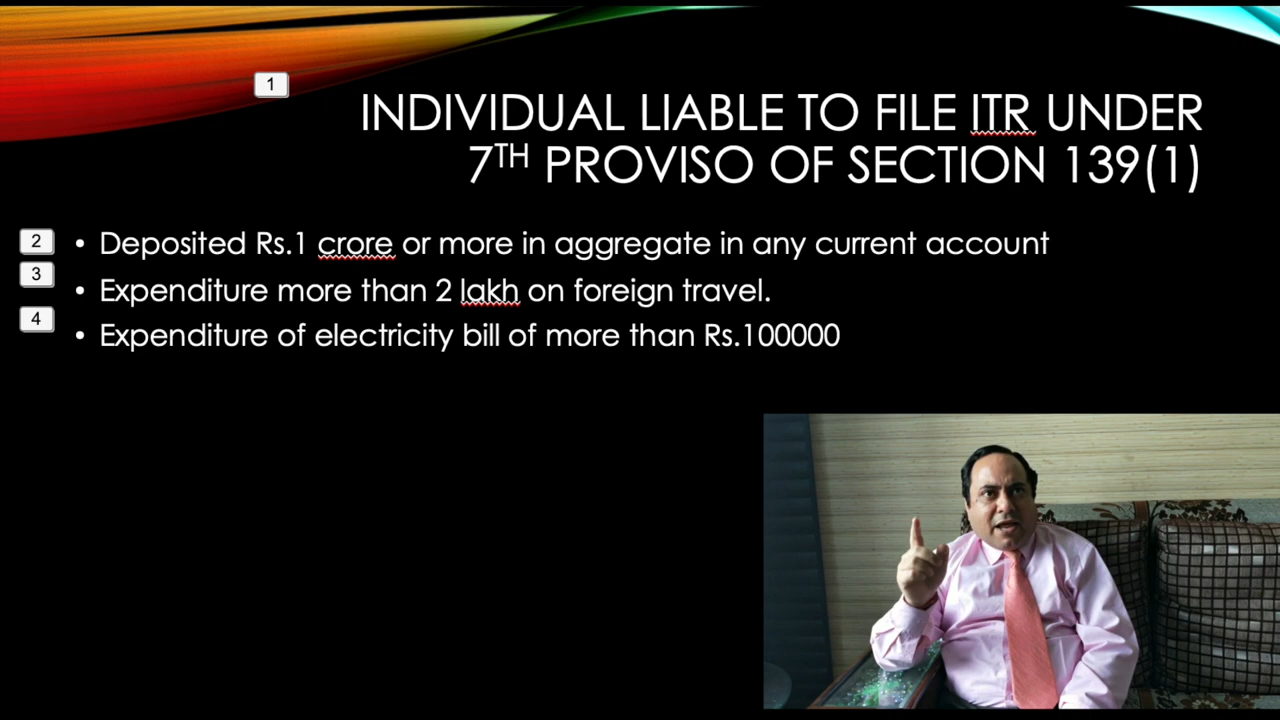 1
INDIVIDUAL LIABLE TO FILE ITR UNDER
7TH PROVISO OF SECTION 139(1)
2
• Deposited Rs.1 crore or more in aggregate in any current account
3
• Expenditure more than 2 lakh on foreign travel.
4
• Expenditure of electricity bill of more than Rs.100000